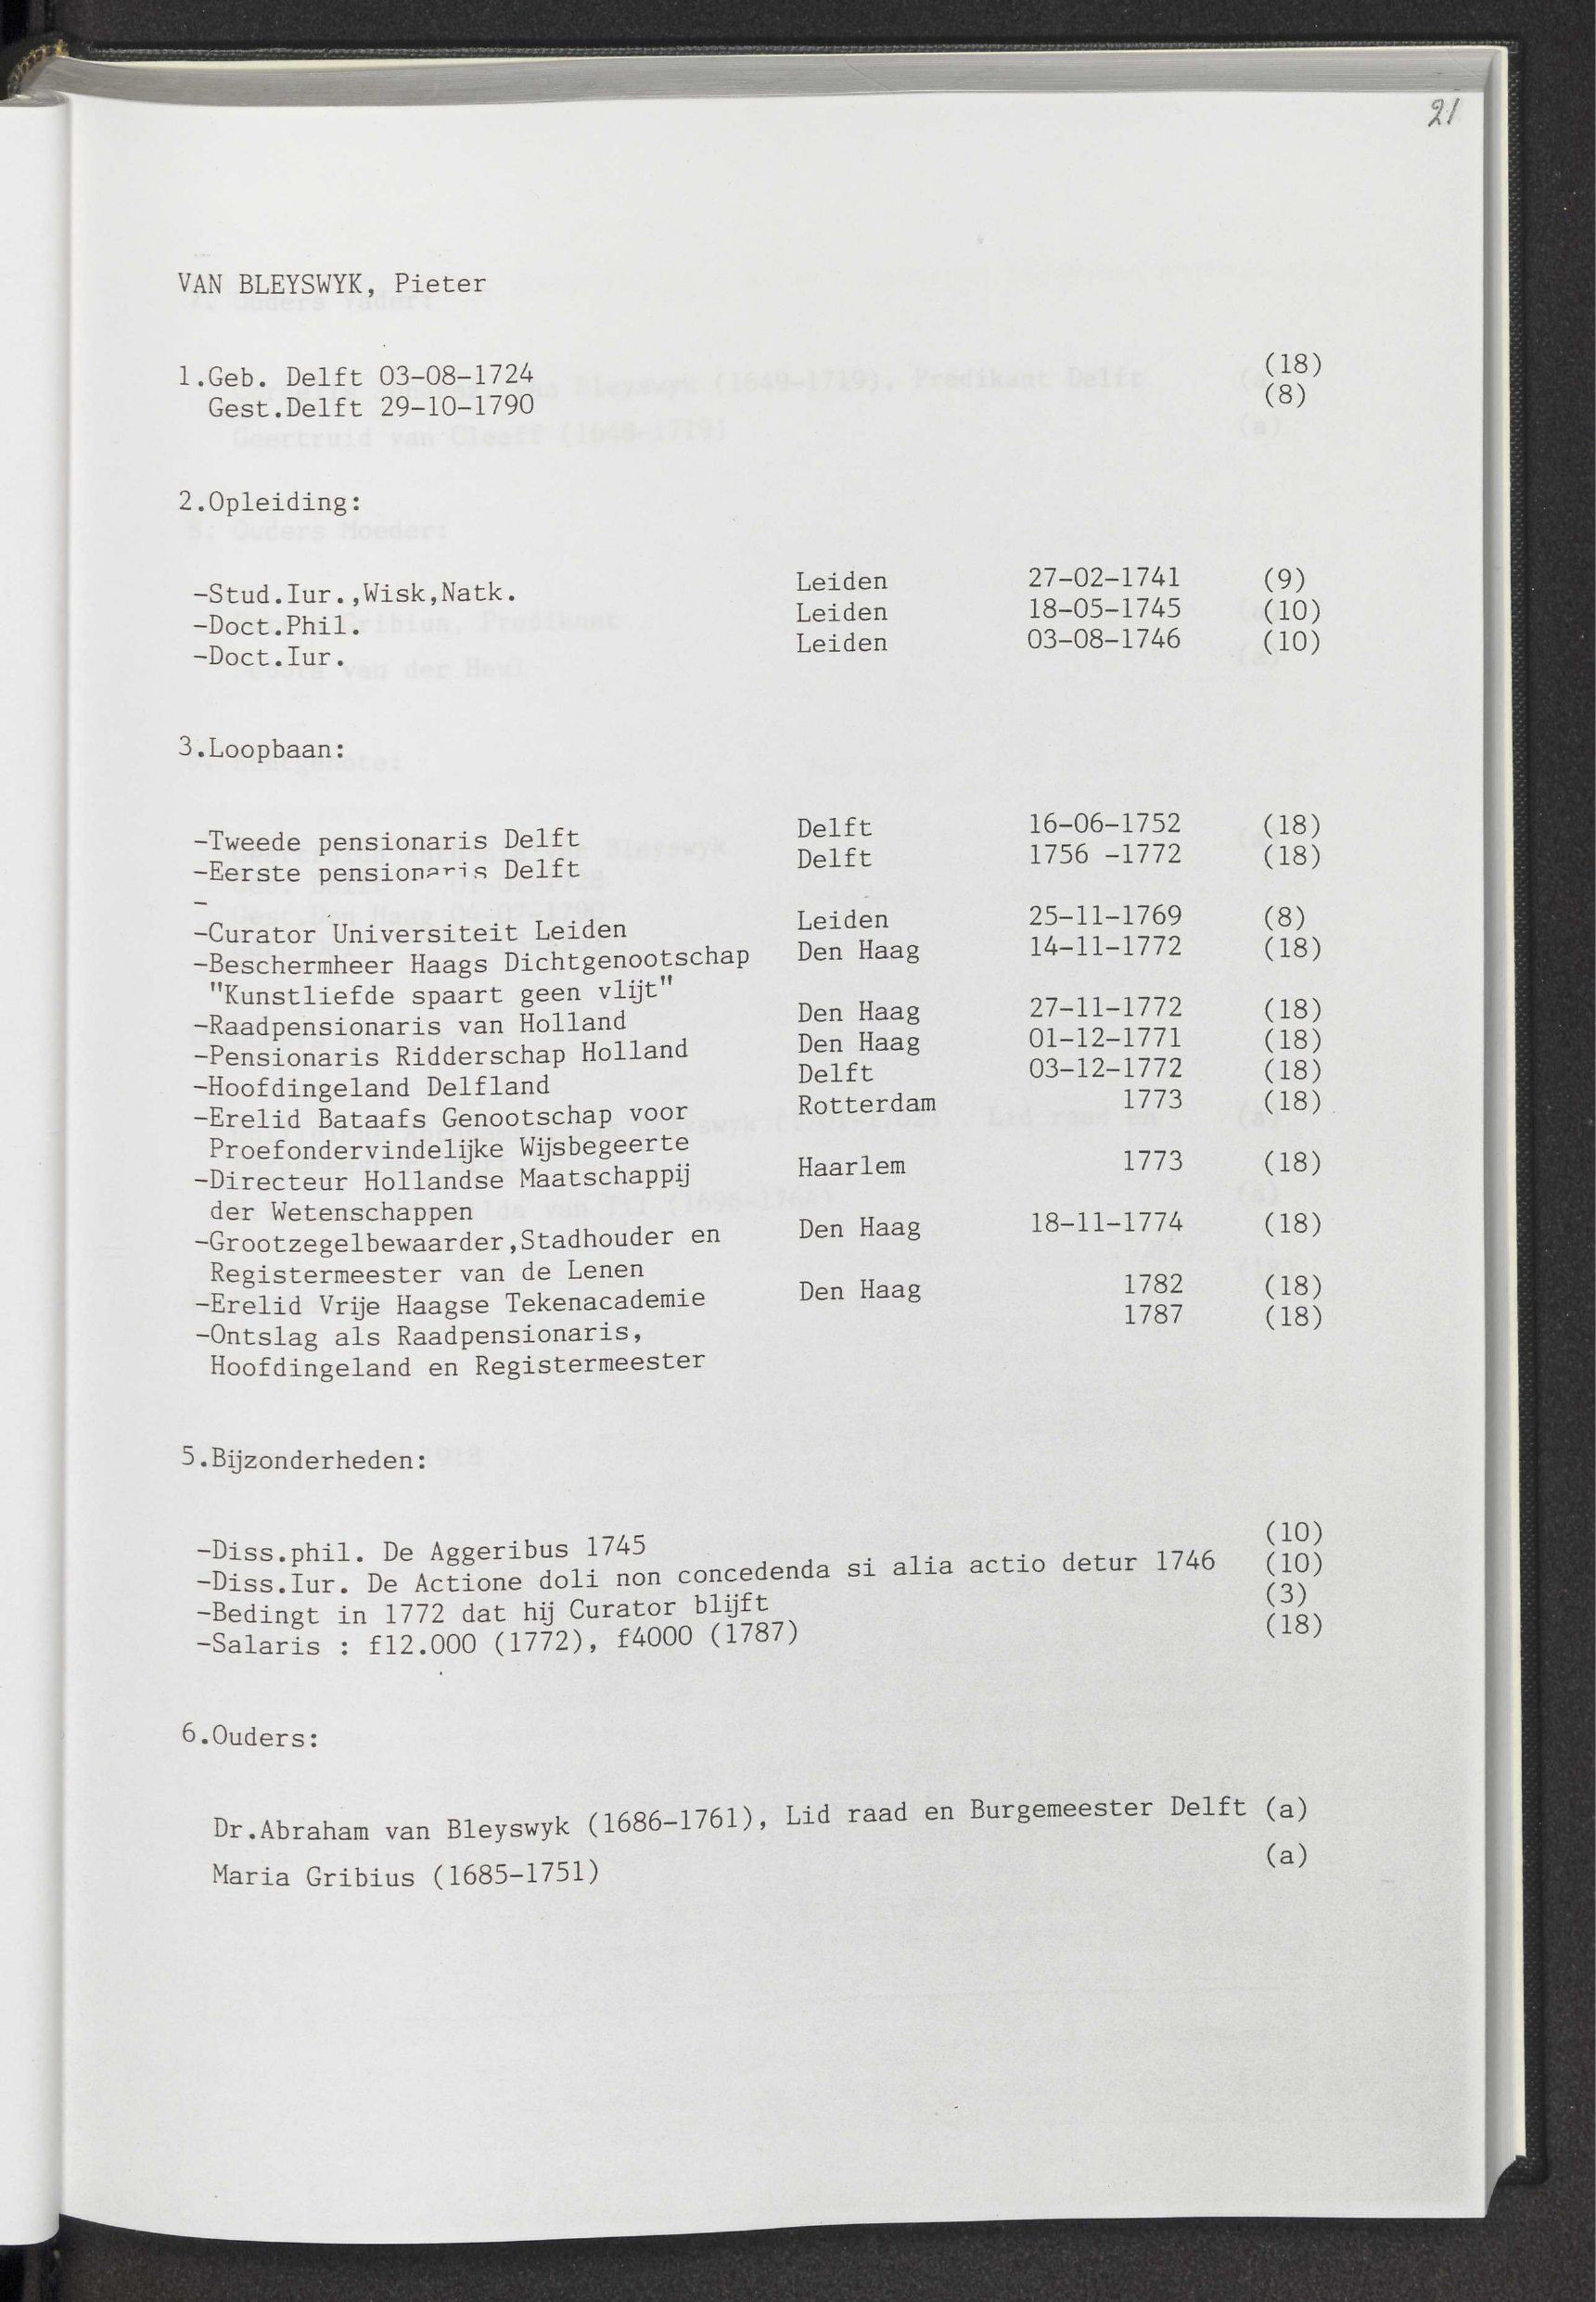 21
VAN BLEYSWYK, Pieter
1.Geb. Delft 03-08-1724 (18)
Gest.Delft 29-10-1790 (8)
2.Opleiding:
-Stud.Iur.,Wisk,Natk. Leiden 27-02-1741 (9)
-Doct.Phil. Leiden 18-05-1745 (10)
-Doct.Iur. Leiden 03-08-1746 (10)
3.Loopbaan:
-Tweede pensionaris Delft Delft 16-06-1752 (18)
-Eerste pensionaris Delft Delft 1756 -1772 (18)
-
-Curator Universiteit Leiden Leiden 25-11-1769 (8)
-Beschermheer Haags Dichtgenootschap Den Haag 14-11-1772 (18)
"Kunstliefde spaart geen vlijt"
-Raadpensionaris van Holland Den Haag 27-11-1772 (18)
-Pensionaris Ridderschap Holland Den Haag 01-12-1771 (18)
-Hoofdingeland Delfland Delft 03-12-1772 (18)
-Erelid Bataafs Genootschap voor Rotterdam 1773 (18)
Proefondervindelijke Wijsbegeerte
-Directeur Hollandse Maatschappij Haarlem 1773 (18)
der Wetenschappen
-Grootzegelbewaarder,Stadhouder en Den Haag 18-11-1774 (18)
Registermeester van de Lenen
-Erelid Vrije Haagse Tekenacademie Den Haag 1782 (18)
-Ontslag als Raadpensionaris, 1787 (18)
Hoofdingeland en Registermeester
5.Bijzonderheden:
-Diss.phil. De Aggeribus 1745 (10)
-Diss.Iur. De Actione doli non concedenda si alia actio detur 1746 (10)
-Bedingt in 1772 dat hij Curator blijft (3)
-Salaris : f12.000 (1772), f4000 (1787) (18)
6.Ouders:
Dr.Abraham van Bleyswyk (1686-1761), Lid raad en Burgemeester Delft (a)
Maria Gribius (1685-1751) (a)